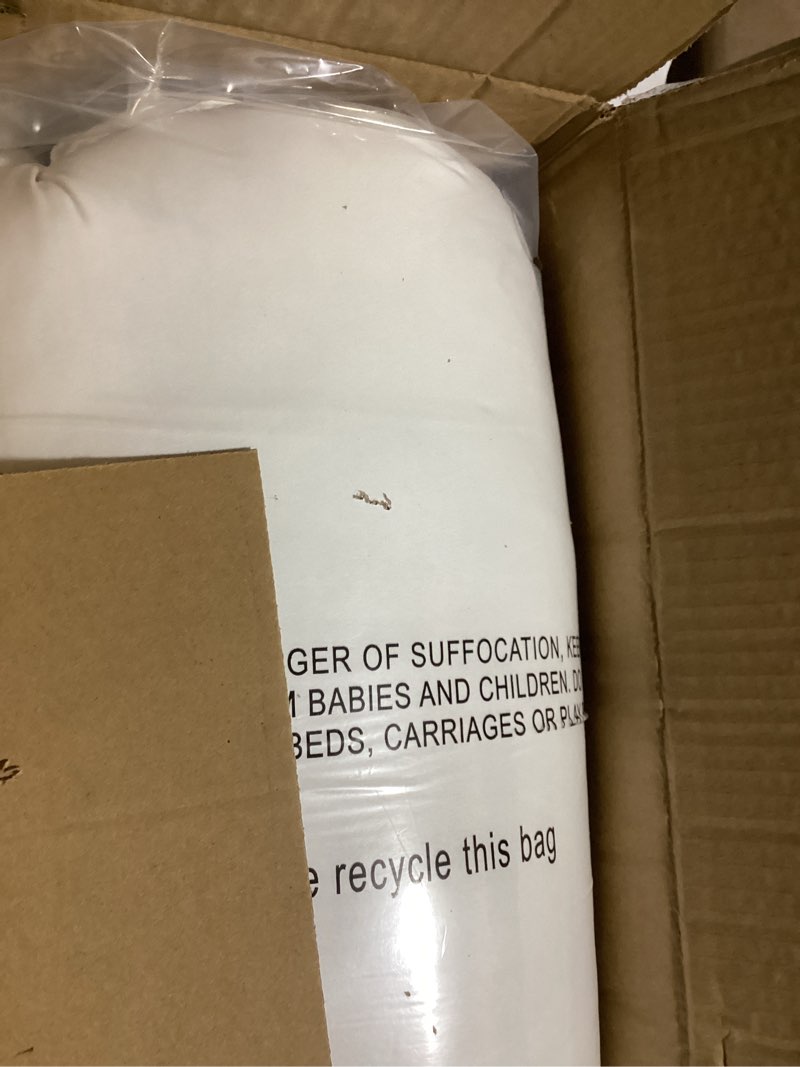 GER OF SUFFOCATION,
BABIES AND CHILDREN.
BEDS, CARRIAGES OR
recycle this bag